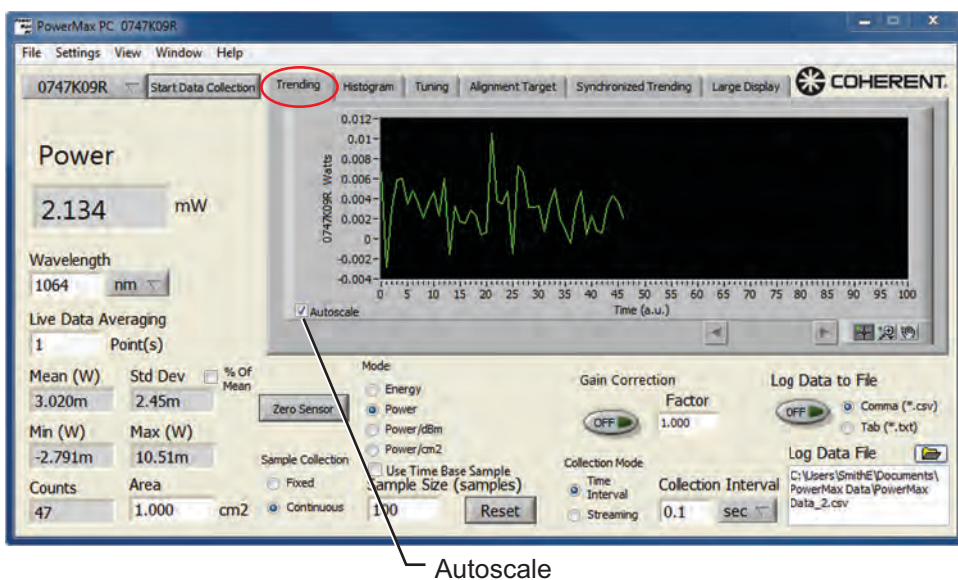 PowerMax PC 0747K09R
File Settings View Window Help
0747K09R Start Data Collection Trending Histogram Tuning Alignment Target Synchronized Trending Large Display COHERENT.
Power
2.134 mW
Wavelength
1064 nm
Live Data Averaging
1 Point(s)
Mean (W) Std Dev % Of Mean
3.020m 2.45m
Min (W) Max (W)
-2.791m 10.51m
Counts Area
47 1.000 cm2
0747K09R Watts
0.012
0.01
0.008
0.006
0.004
0.002
0
-0.002
-0.004
0 5 10 15 20 25 30 35 40 45 50 55 60 65 70 75 80 85 90 95 100
Time (a.u.)
Autoscale
Zero Sensor
Sample Collection
Fixed
Continuous
Mode
Energy
Power
Power/dBm
Power/cm2
Use Time Base Sample
Sample Size (samples)
100 Reset
Gain Correction
Factor
OFF 1.000
Collection Mode
Time Interval
Streaming
Collection Interval
0.1 sec
Log Data to File
OFF Comma (*.csv)
Tab (*.txt)
Log Data File
C:\Users\SmithE\Documents\
PowerMax Data\PowerMax
Data_2.csv
Autoscale